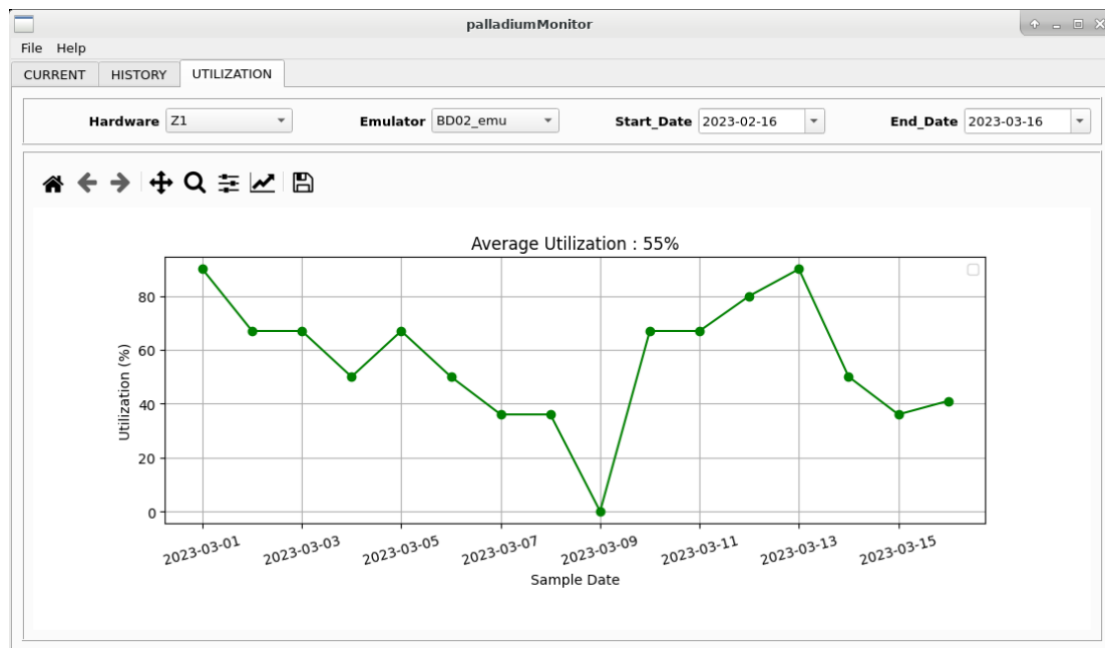 palladiumMonitor
File Help
CURRENT HISTORY UTILIZATION
Hardware Z1 Emulator BD02_emu Start_Date 2023-02-16 End_Date 2023-03-16
Average Utilization : 55%
80
60
40
20
0
Utilization (%)
2023-03-01 2023-03-03 2023-03-05 2023-03-07 2023-03-09 2023-03-11 2023-03-13 2023-03-15
Sample Date